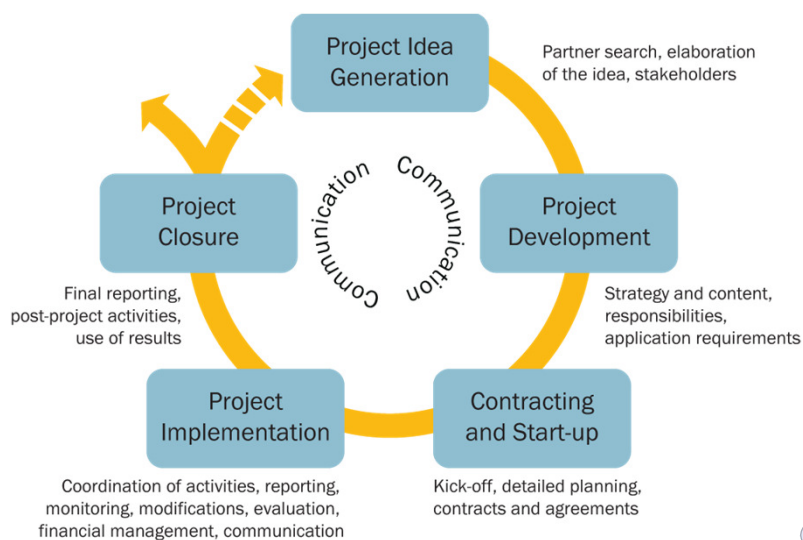 Project Idea
Generation
Partner search, elaboration
of the idea, stakeholders
Project
Development
Strategy and content,
responsibilities,
application requirements
Contracting
and Start-up
Kick-off, detailed planning,
contracts and agreements
Project
Implementation
Coordination of activities, reporting,
monitoring, modifications, evaluation,
financial management, communication
Project
Closure
Final reporting,
post-project activities,
use of results
Communication
Communication